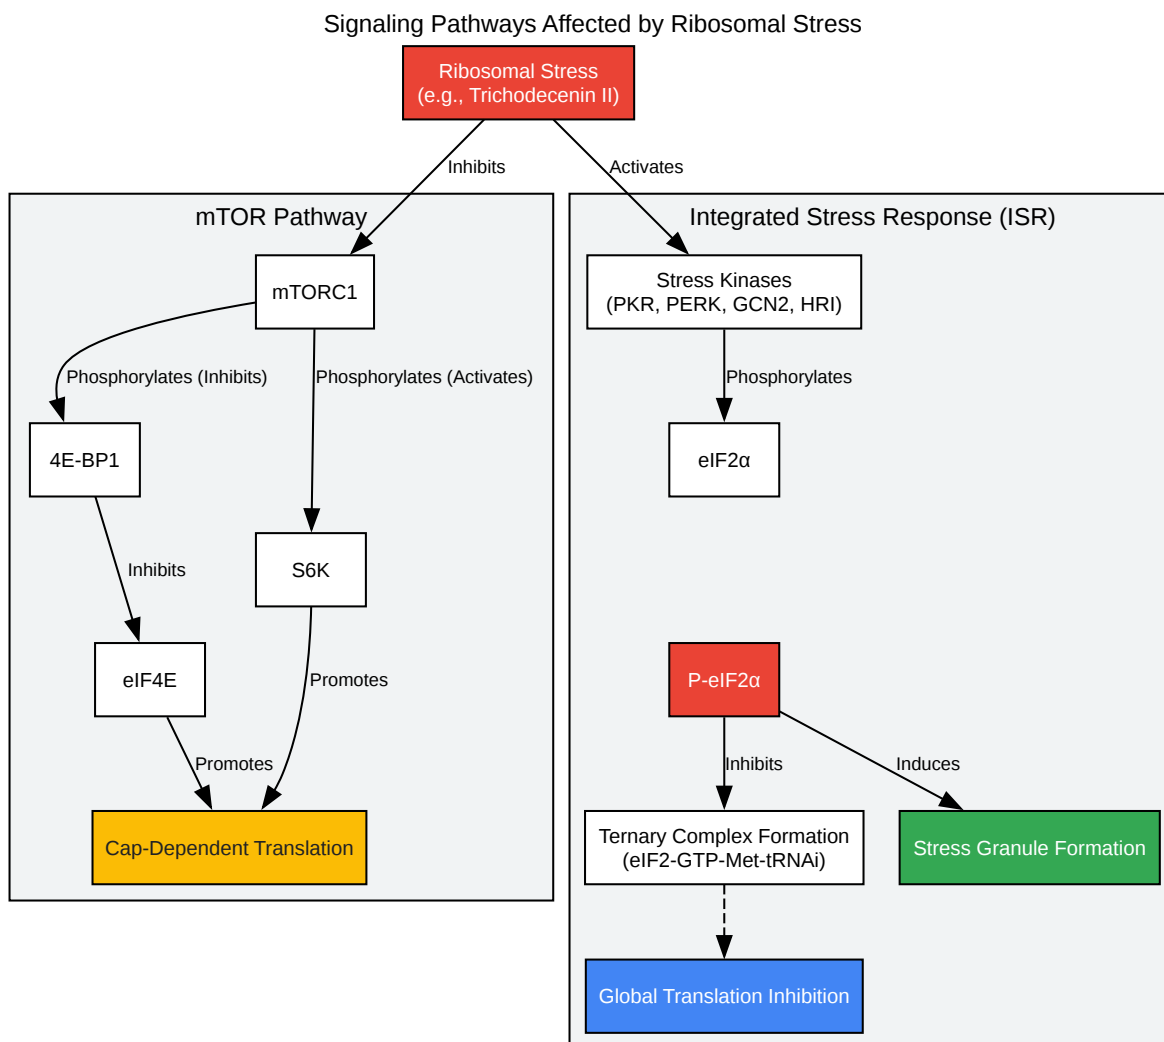 Signaling Pathways Affected by Ribosomal Stress
Ribosomal Stress
(e.g., Trichodecenin II)
Inhibits
Activates
mTOR Pathway
Integrated Stress Response (ISR)
mTORC1
Stress Kinases
(PKR, PERK, GCN2, HRI)
Phosphorylates (Inhibits)
Phosphorylates (Activates)
Phosphorylates
4E-BP1
eIF2α
Inhibits
S6K
eIF4E
Promotes
P-eIF2α
Promotes
Inhibits
Induces
Cap-Dependent Translation
Ternary Complex Formation
(eIF2-GTP-Met-tRNAi)
Stress Granule Formation
Global Translation Inhibition